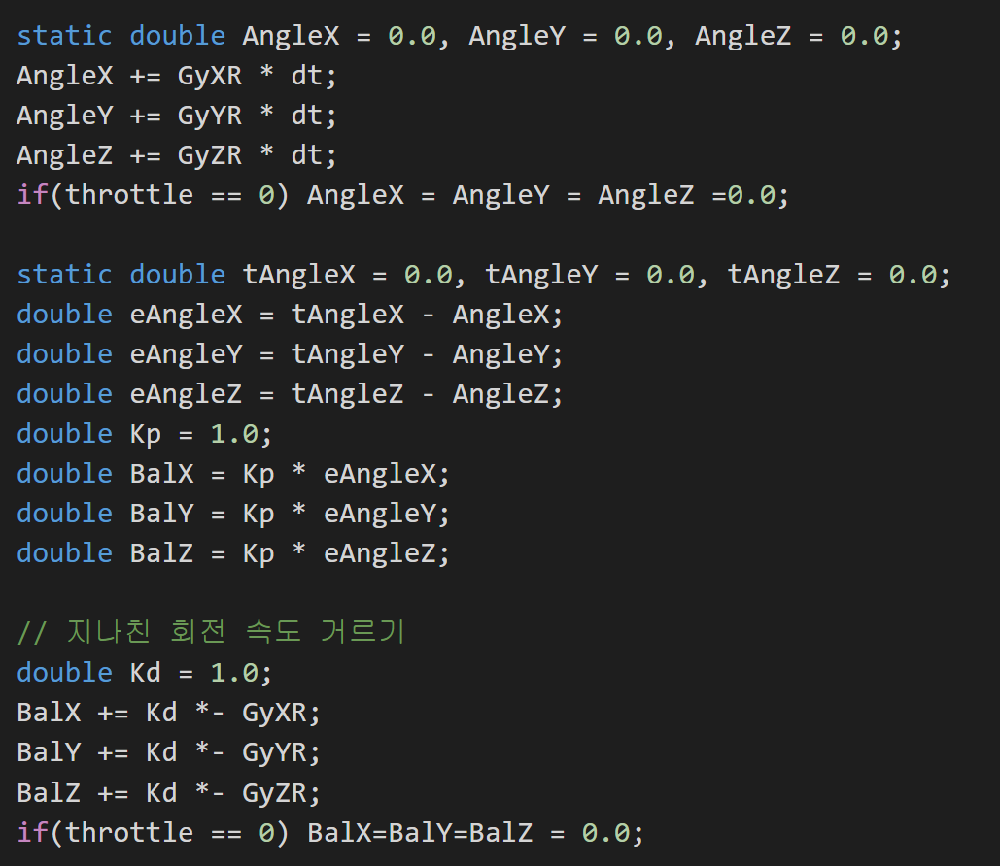 static double AngleX = 0.0, AngleY = 0.0, AngleZ = 0.0;
AngleX += GyXR * dt;
AngleY += GyYR * dt;
AngleZ += GyZR * dt;
if(throttle == 0) AngleX = AngleY = AngleZ =0.0;
static double tAngleX = 0.0, tAngleY = 0.0, tAngleZ = 0.0;
double eAngleX = tAngleX - AngleX;
double eAngleY = tAngleY - AngleY;
double eAngleZ = tAngleZ - AngleZ;
double Kp = 1.0;
double BalX = Kp * eAngleX;
double BalY = Kp * eAngleY;
double BalZ = Kp * eAngleZ;
// 지나친 회전 속도 거르기
double Kd = 1.0;
BalX += Kd *- GyXR;
BalY += Kd *- GyYR;
BalZ += Kd *- GyZR;
if(throttle == 0) BalX=BalY=BalZ = 0.0;